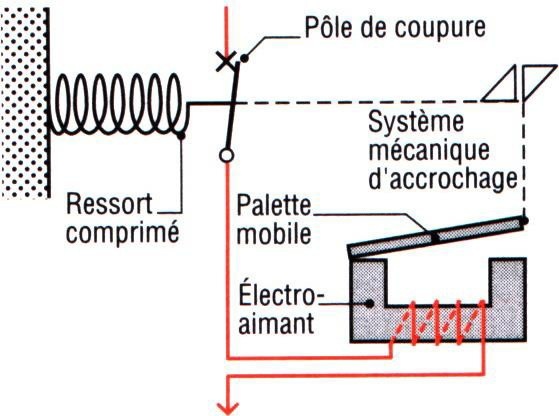 Pôle de coupure
Système
mécanique
d'accrochage
Ressort
comprimé
Palette
mobile
Électro-
aimant